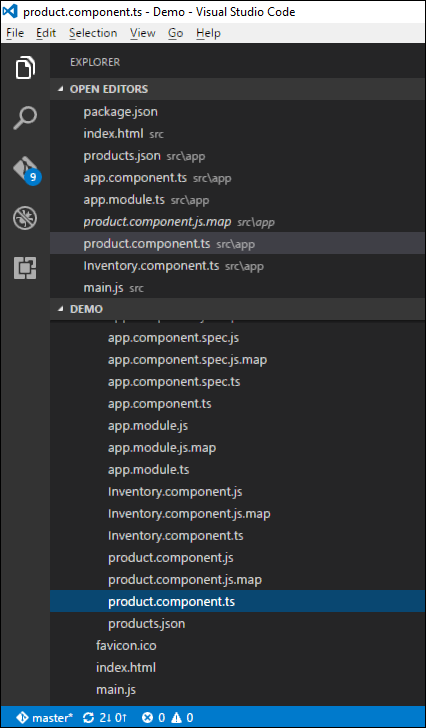 product.component.ts - Demo - Visual Studio Code
File Edit Selection View Go Help
EXPLORER
OPEN EDITORS
package.json
index.html src
products.json src\app
app.component.ts src\app
app.module.ts src\app
product.component.js.map src\app
product.component.ts src\app
Inventory.component.ts src\app
main.js src
9
DEMO
app.component.spec.js
app.component.spec.js.map
app.component.spec.ts
app.component.ts
app.module.js
app.module.js.map
app.module.ts
Inventory.component.js
Inventory.component.js.map
Inventory.component.ts
product.component.js
product.component.js.map
product.component.ts
products.json
favicon.ico
index.html
main.js
master* 2↓ 0↑ 0 0